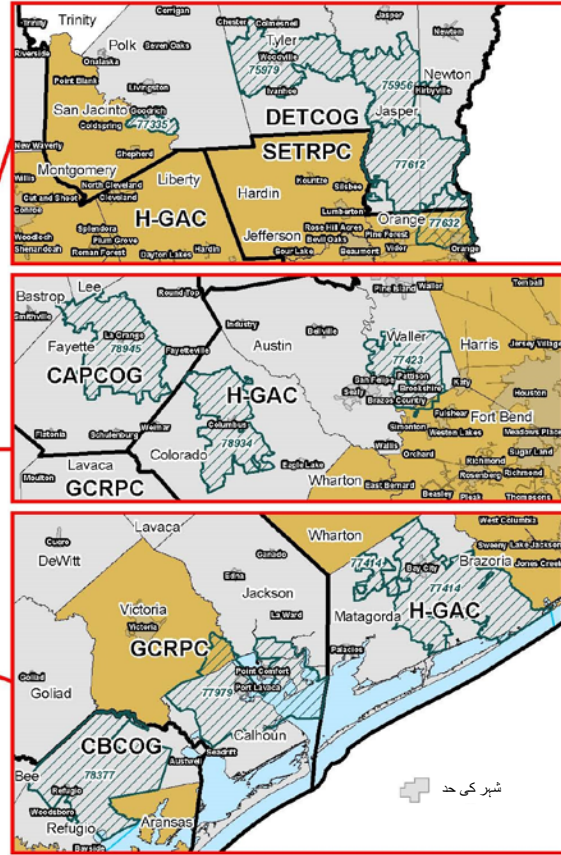 Corrigan
Trinity
Trinity
Chester
Colmesneil
Jasper
Riverside
Polk
Seven Oaks
Tyler
Newton
Onalaska
Woodville
75979
Point Blank
75956
Newton
Livingston
Ivanhoe
Kirbyville
San Jacinto
Goodrich
Jasper
Coldspring
77335
DETCOG
New Waverly
Shepherd
SETRPC
77612
Montgomery
Liberty
Willis
North Cleveland
Kountze
Cut and Shoot
Cleveland
Hardin
Silsbee
Conroe
H-GAC
Lumberton
Orange
77632
Splendora
Rose Hill Acres
Pine Forest
Woodloch
Plum Grove
Jefferson
Bevil Oaks
Vidor
Shenandoah
Roman Forest
Dayton Lakes
Hardin
Sour Lake
Beaumont
Orange
Bastrop
Lee
Round Top
Pine Island
Waller
Tomball
Smithville
Industry
Bellville
La Grange
Austin
Waller
Fayette
78945
Fayetteville
77423
Harris
Jersey Village
CAPCOG
H-GAC
San Felipe
Pattison
Katy
Sealy
Brookshire
Houston
Brazos Country
Fulshear
Fort Bend
Columbus
Simonton
Weimar
Weston Lakes
Meadows Place
Flatonia
Schulenburg
78934
Wallis
Orchard
Sugar Land
Lavaca
Colorado
Eagle Lake
Richmond
Richmond
Moulton
Rosenberg
GCRPC
Wharton
East Bernard
Beasley
Pleak
Thompsons
Lavaca
Wharton
West Columbia
Cuero
Ganado
Sweeny
Lake Jackson
DeWitt
Edna
77414
Bay City
Brazoria
Jones Creek
Jackson
77414
Victoria
La Ward
Matagorda
H-GAC
Victoria
GCRPC
Palacios
Goliad
Point Comfort
77979
Port Lavaca
Goliad
CBCOG
Calhoun
Seadrift
Bee
Austwell
78377
Refugio
Woodsboro
Aransas
Refugio
Bayside
شہر کی حد